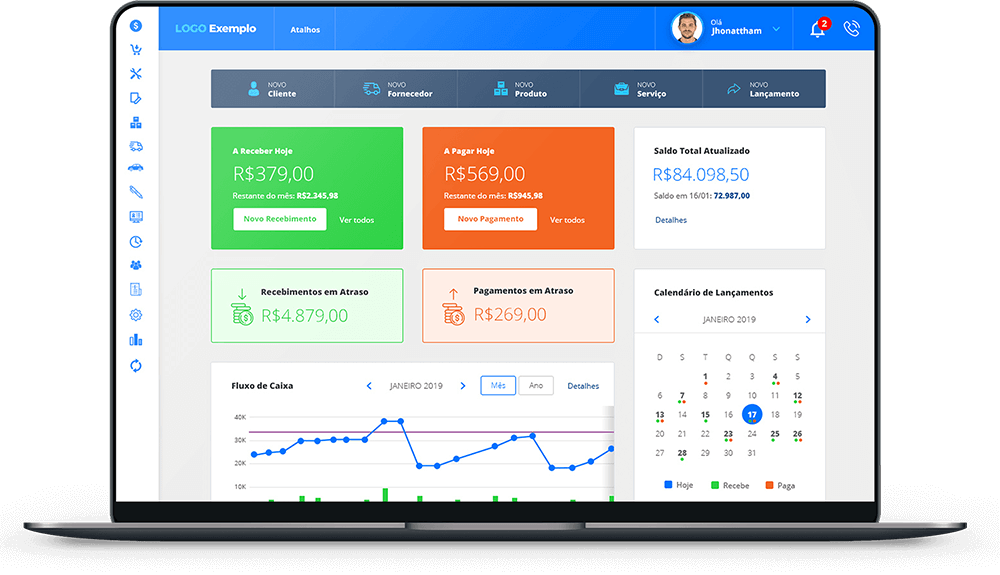 LOGO Exemplo
Atalhos
Olá
Jhonattham
2
NOVO
Cliente
NOVO
Fornecedor
NOVO
Produto
NOVO
Serviço
NOVO
Lançamento
A Receber Hoje
R$379,00
Restante do mês: R$2.345,98
Novo Recebimento Ver todos
A Pagar Hoje
R$569,00
Restante do mês: R$945,98
Novo Pagamento Ver todos
Saldo Total Atualizado
R$84.098,50
Saldo em 16/01: 72.987,00
Detalhes
Recebimentos em Atraso
R$4.879,00
Pagamentos em Atraso
R$269,00
Calendário de Lançamentos
JANEIRO 2019
D S T Q Q S S
1 2 3 4 5
6 7 8 9 10 11 12
13 14 15 16 17 18 19
20 21 22 23 24 25 26
27 28 29 30 31
Hoje Recebe Paga
Fluxo de Caixa JANEIRO 2019 Mês Ano Detalhes
40K
30K
20K
10K